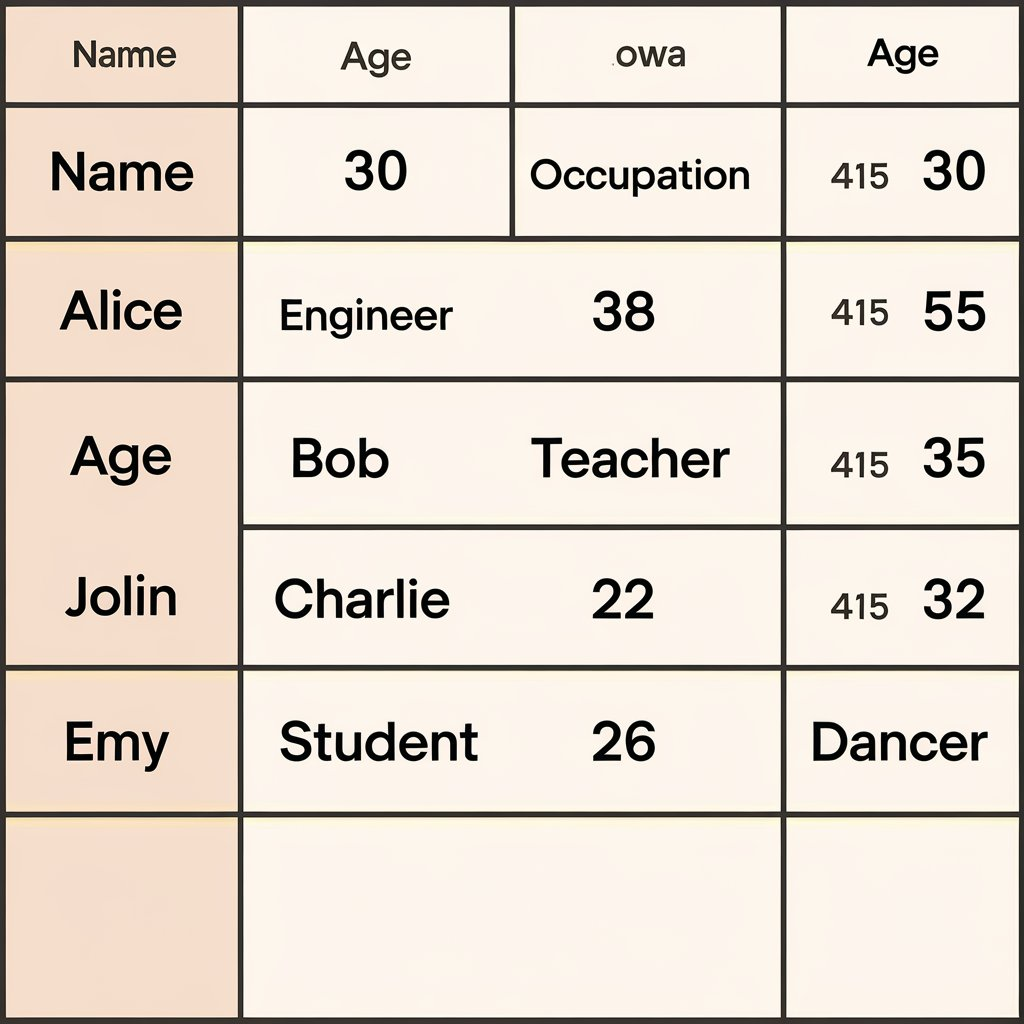 Name Age .owa Age
Name 30 Occupation 415 30
Alice Engineer 38 415 55
Age Bob Teacher 415 35
Jolin Charlie 22 415 32
Emy Student 26 Dancer